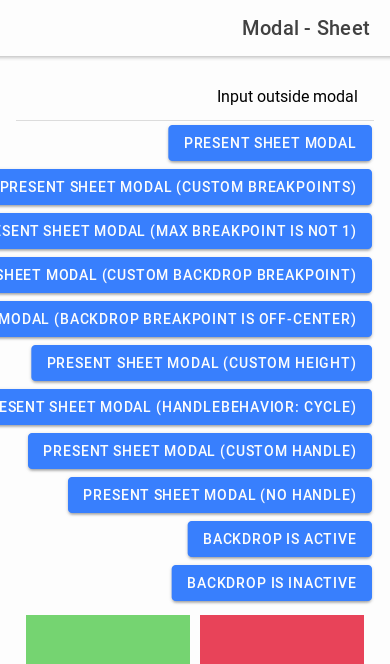 Modal - Sheet
Input outside modal
PRESENT SHEET MODAL
PRESENT SHEET MODAL (CUSTOM BREAKPOINTS)
ESENT SHEET MODAL (MAX BREAKPOINT IS NOT 1)
SHEET MODAL (CUSTOM BACKDROP BREAKPOINT)
MODAL (BACKDROP BREAKPOINT IS OFF-CENTER)
PRESENT SHEET MODAL (CUSTOM HEIGHT)
ESENT SHEET MODAL (HANDLEBEHAVIOR: CYCLE)
PRESENT SHEET MODAL (CUSTOM HANDLE)
PRESENT SHEET MODAL (NO HANDLE)
BACKDROP IS ACTIVE
BACKDROP IS INACTIVE